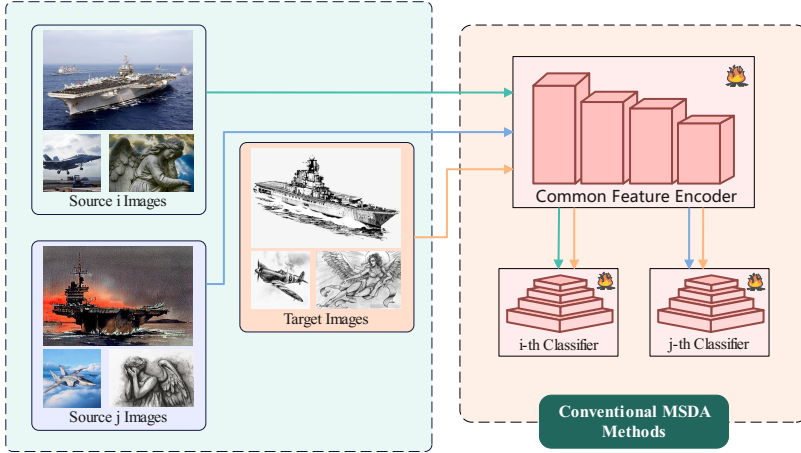 Source i Images
Source j Images
Target Images
Common Feature Encoder
i-th Classifier
j-th Classifier
Conventional MSDA
Methods